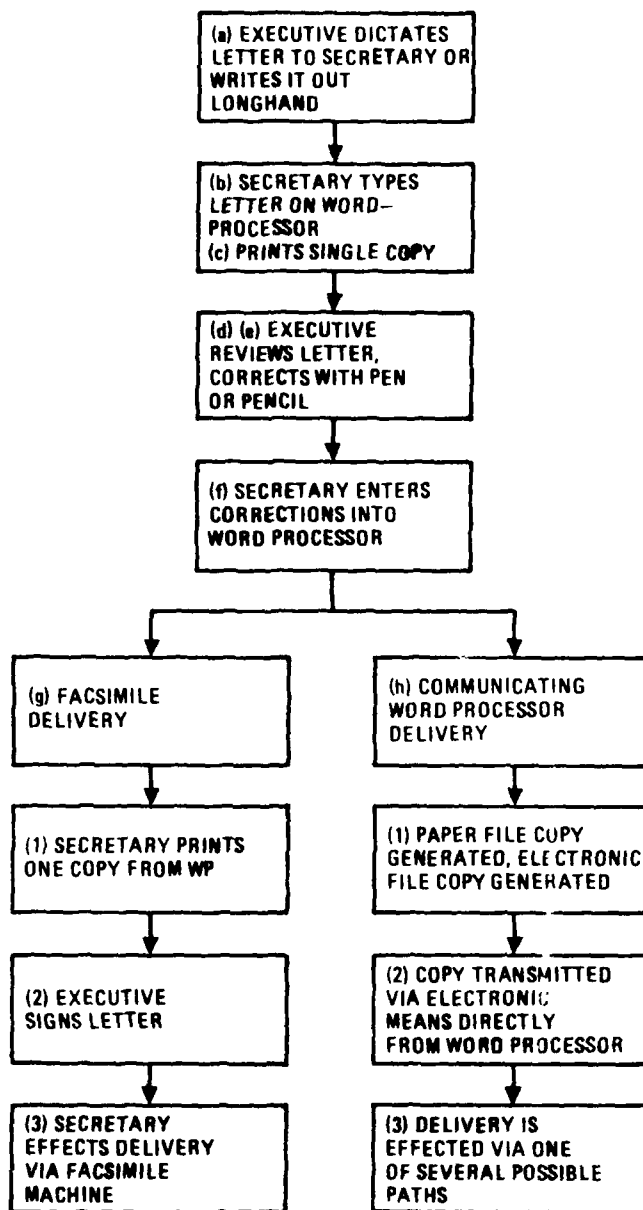 (a) EXECUTIVE DICTATES
LETTER TO SECRETARY OR
WRITES IT OUT
LONGHAND
(b) SECRETARY TYPES
LETTER ON WORD–
PROCESSOR
(c) PRINTS SINGLE COPY
(d) (e) EXECUTIVE
REVIEWS LETTER,
CORRECTS WITH PEN
OR PENCIL
(f) SECRETARY ENTERS
CORRECTIONS INTO
WORD PROCESSOR
(g) FACSIMILE
DELIVERY
(1) SECRETARY PRINTS
ONE COPY FROM WP
(2) EXECUTIVE
SIGNS LETTER
(3) SECRETARY
EFFECTS DELIVERY
VIA FACSIMILE
MACHINE
(h) COMMUNICATING
WORD PROCESSOR
DELIVERY
(1) PAPER FILE COPY
GENERATED, ELECTRONIC
FILE COPY GENERATED
(2) COPY TRANSMITTED
VIA ELECTRONIC
MEANS DIRECTLY
FROM WORD PROCESSOR
(3) DELIVERY IS
EFFECTED VIA ONE
OF SEVERAL POSSIBLE
PATHS